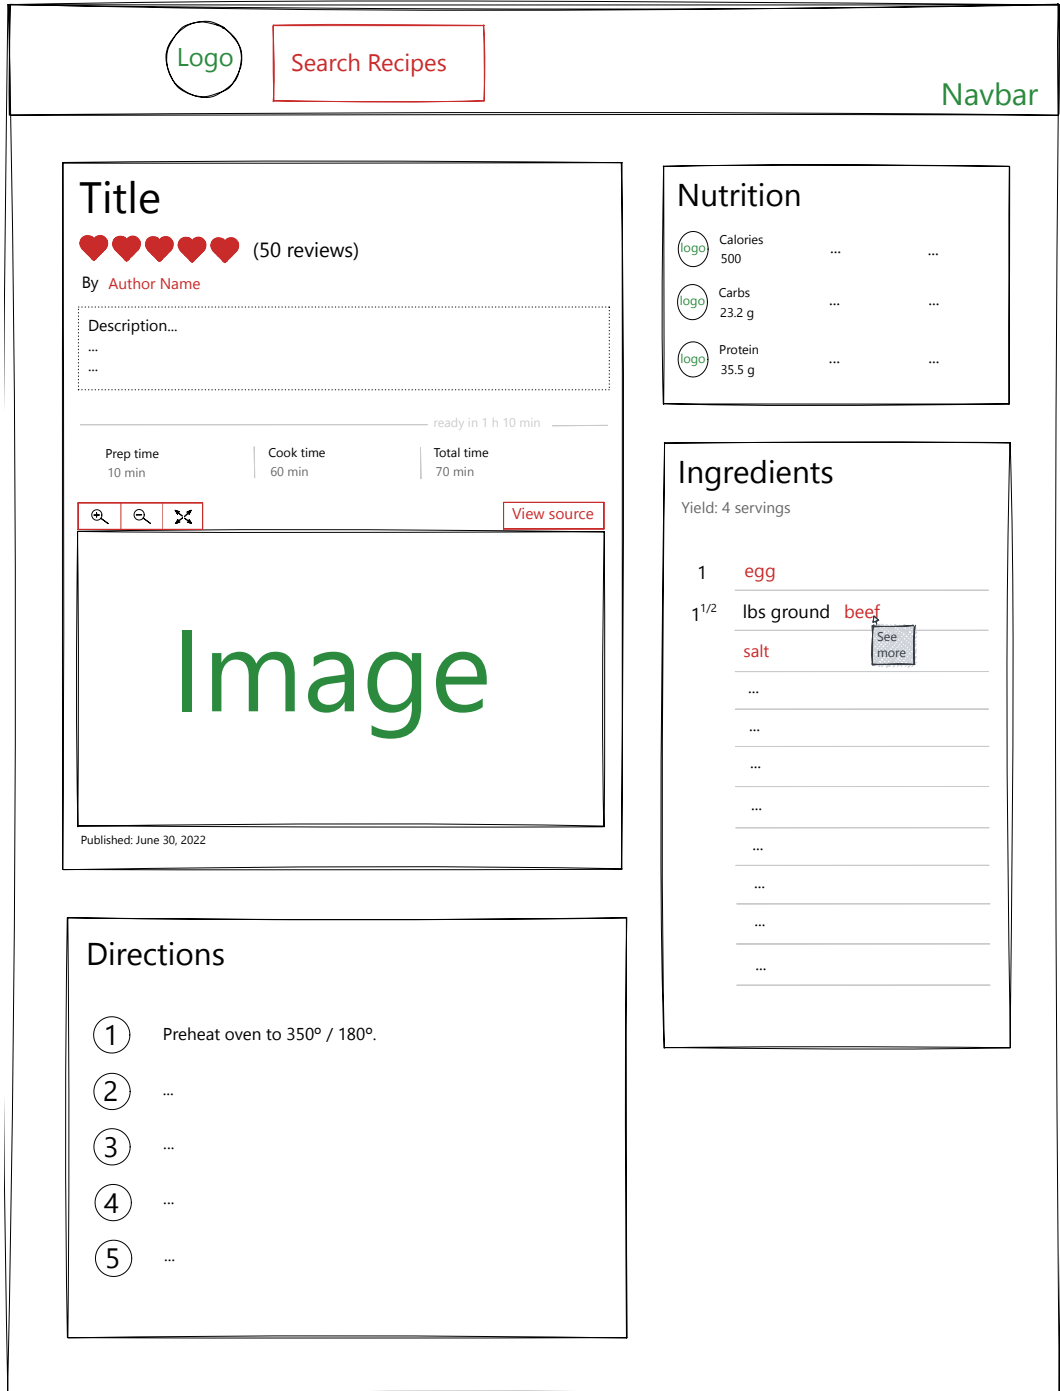 Logo
Search Recipes
Navbar
Title
(50 reviews)
By Author Name
Description...
...
...
ready in 1 h 10 min
Prep time
10 min
Cook time
60 min
Total time
70 min
View source
Image
Published: June 30, 2022
Nutrition
logo Calories 500 ... ...
logo Carbs 23.2 g ... ...
logo Protein 35.5 g ... ...
Ingredients
Yield: 4 servings
1 egg
1 1/2 lbs ground beef
See
more
salt
...
...
...
...
...
...
...
...
Directions
1 Preheat oven to 350º / 180º.
2 ...
3 ...
4 ...
5 ...